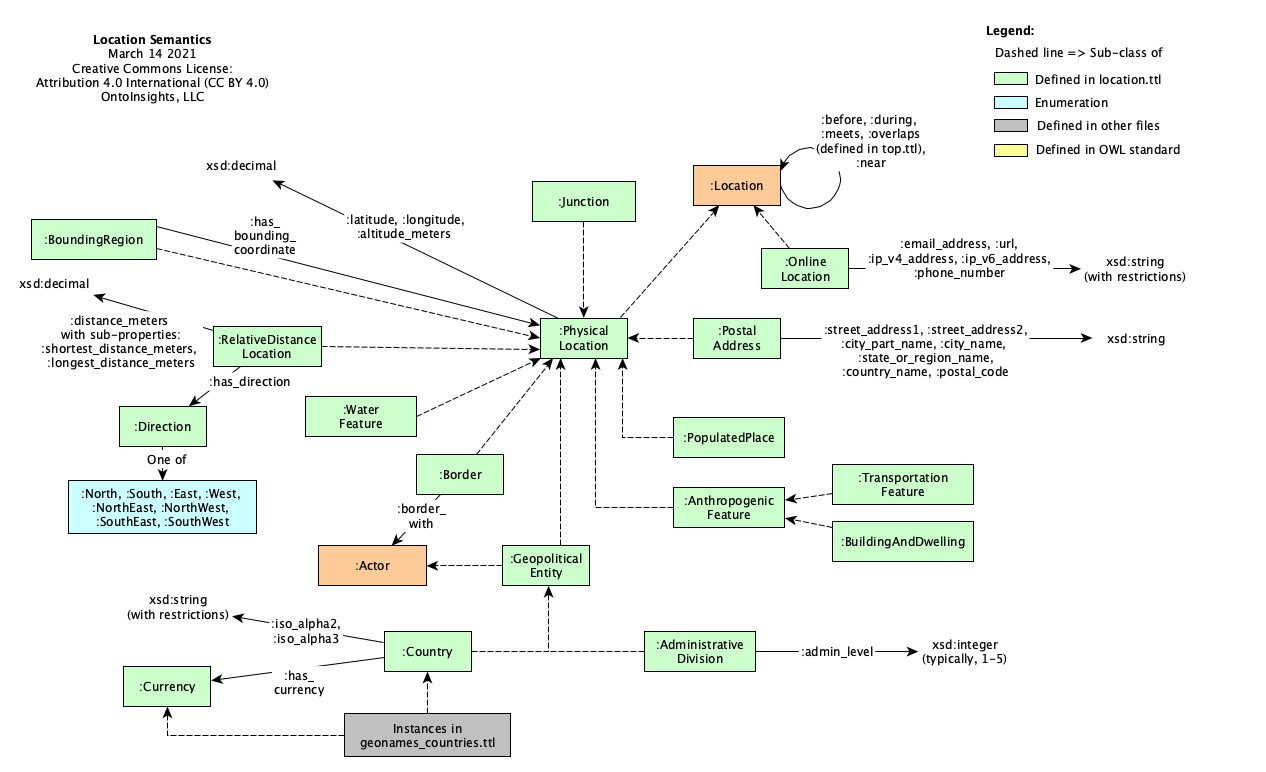 Location Semantics
March 14 2021
Creative Commons License:
Attribution 4.0 International (CC BY 4.0)
OntoInsights, LLC
Legend:
Dashed line => Sub-class of
Defined in location.ttl
Enumeration
Defined in other files
Defined in OWL standard
:before, :during,
:meets, :overlaps
(defined in top.ttl),
:near
xsd:decimal
:Location
:Junction
:latitude, :longitude,
:altitude_meters
:has_
bounding_
coordinate
:BoundingRegion
:Online
Location
:email_address, :url,
:ip_v4_address, :ip_v6_address,
:phone_number
xsd:string
(with restrictions)
xsd:decimal
:distance_meters
with sub-properties:
:shortest_distance_meters,
:longest_distance_meters
:RelativeDistance
Location
:Physical
Location
:Postal
Address
:street_address1, :street_address2,
:city_part_name, :city_name,
:state_or_region_name,
:country_name, :postal_code
xsd:string
:has_direction
:Direction
:Water
Feature
:PopulatedPlace
One of
:North, :South, :East, :West,
:NorthEast, :NorthWest,
:SouthEast, :SouthWest
:Border
:border_
with
:Anthropogenic
Feature
:Transportation
Feature
:BuildingAndDwelling
:Actor
:Geopolitical
Entity
xsd:string
(with restrictions)
:iso_alpha2,
:iso_alpha3
:Country
:Administrative
Division
:admin_level
xsd:integer
(typically, 1-5)
:Currency
:has_
currency
Instances in
geonames_countries.ttl